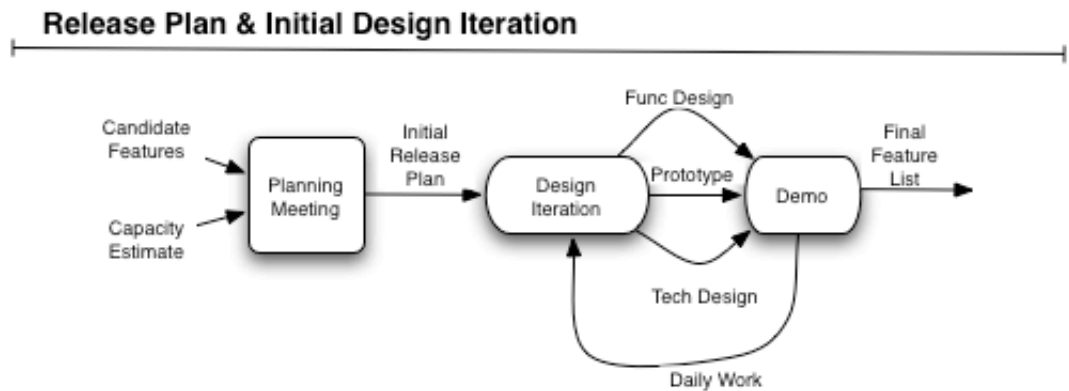 Release Plan & Initial Design Iteration
Candidate
Features
Capacity
Estimate
Planning
Meeting
Initial
Release
Plan
Design
Iteration
Func Design
Prototype
Tech Design
Demo
Daily Work
Final
Feature
List